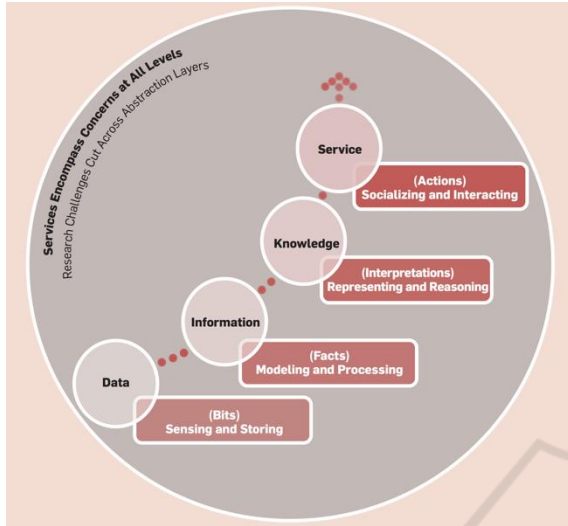 Services Encompass Concerns at All Levels
Research Challenges Cut Across Abstraction Layers
Service
(Actions)
Socializing and Interacting
Knowledge
(Interpretations)
Representing and Reasoning
Information
(Facts)
Modeling and Processing
Data
(Bits)
Sensing and Storing